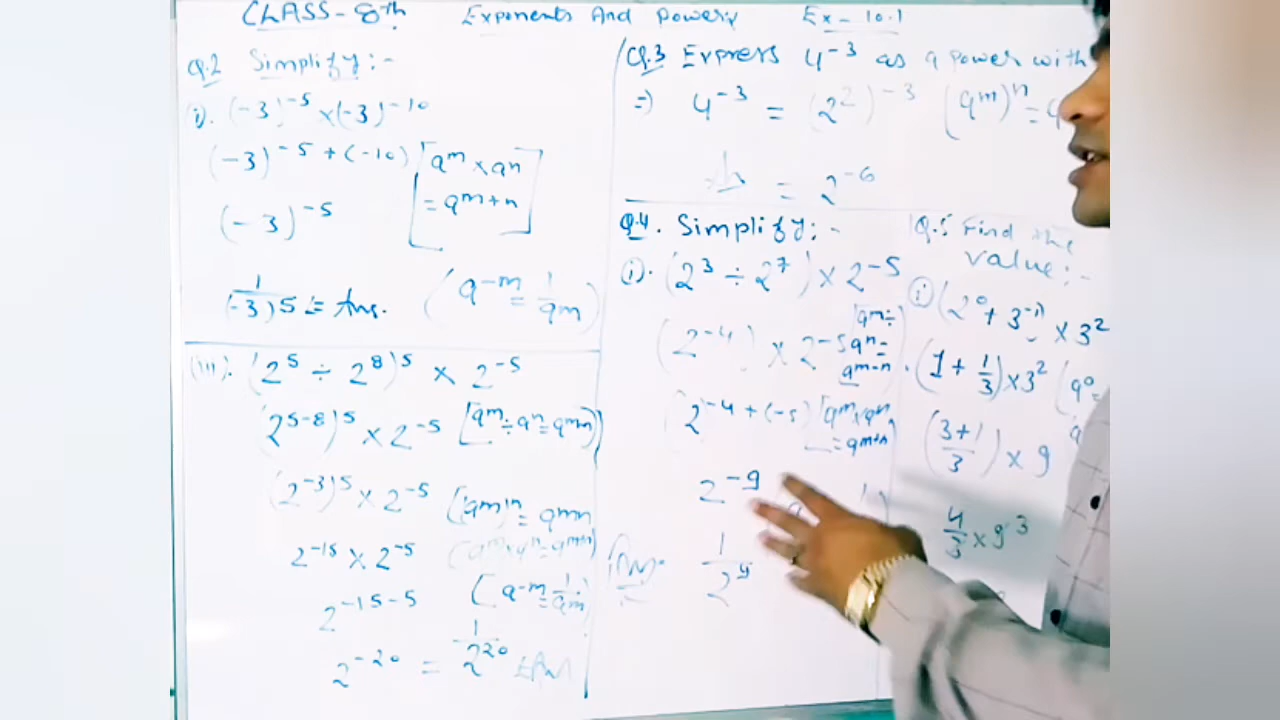 CLASS-8th Exponents And Powers Ex-10.1
Q.2 Simplify:-
i). (-3)^-5 ×(-3)^-10
(-3)^-5+(-10) [a^m × a^n
= a^m+n]
(-3)^-5
1/(-3)5 = Ans. (a^-m = 1/a^m)
(iii). (2^5 ÷ 2^8)^5 × 2^-5
(2^5-8)^5 × 2^-5 [a^m ÷ a^n = a^m-n]
(2^-3)^5 × 2^-5 [(a^m)^n = a^mn
2^-15 × 2^-5 (a^m×a^n=a^m+n)
2^-15-5 [a^-m = 1/a^m)
2^-20 = 1/2^20
Q.3 Express 4^-3 as a power with
=) 4^-3 = (2^2)^-3 (a^m)^n =
= 2^-6
Q.4. Simplify:-
i). (2^3 ÷ 2^7) × 2^-5
(2^-4) × 2^-5 [a^m ÷
a^n =
a^m-n
2^-4+(-5) [a^m×a^n
= a^m+n
2^-9
1/2^9
Q.5 Find the
value:-
i) (2^0 + 3^-1) × 3^2
(1 + 1/3) × 3^2 (a^0 =
(3+1/3) × 9
4/3 × 9 3